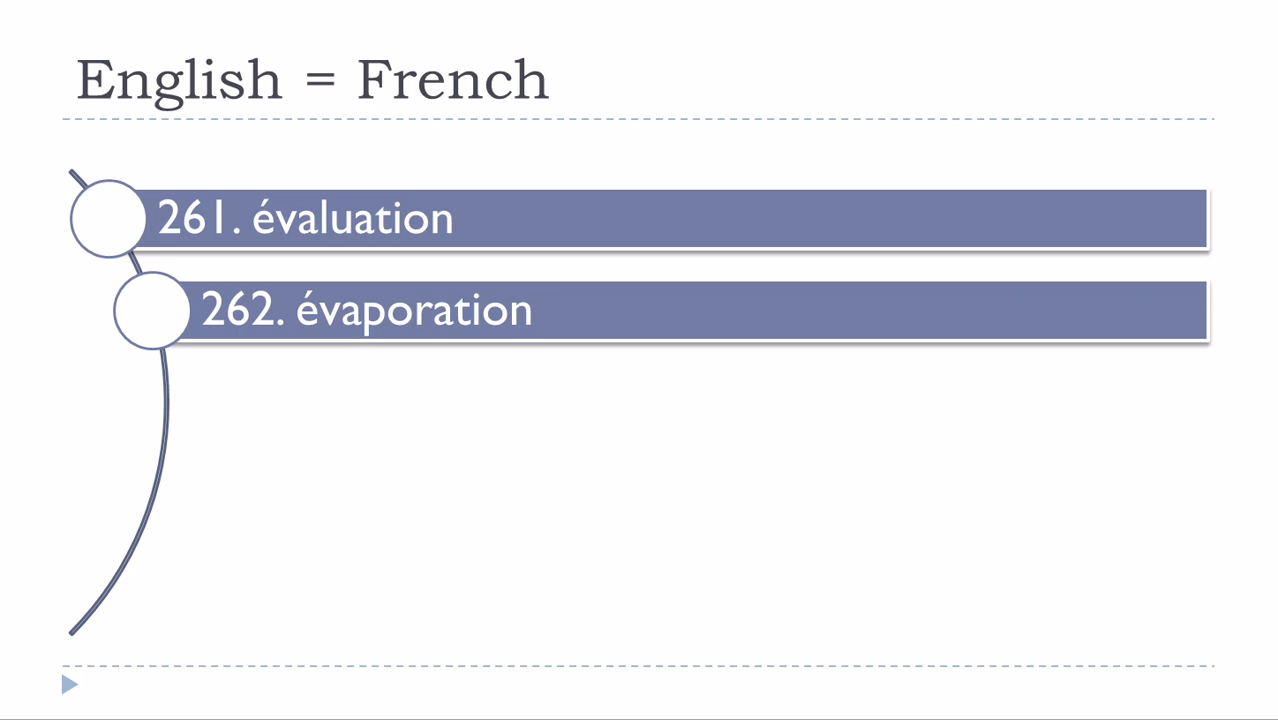 English = French
261. évaluation
262. évaporation